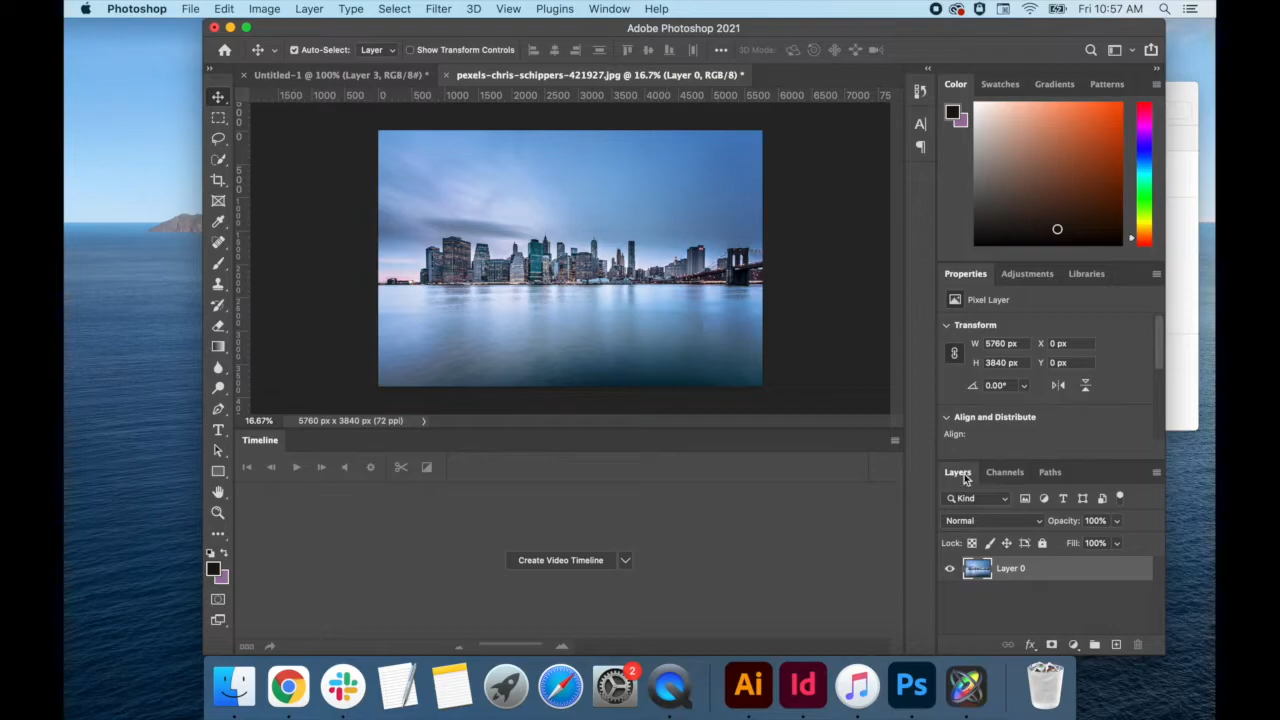 Photoshop File Edit Image Layer Type Select Filter 3D View Plugins Window Help Fri 10:57 AM
Adobe Photoshop 2021
Auto-Select: Layer Show Transform Controls 3D Mode:
× Untitled-1 @ 100% (Layer 3, RGB/8#) * × pexels-chris-schippers-421927.jpg @ 16.7% (Layer 0, RGB/8) *
1500 1000 500 0 500 1000 1500 2000 2500 3000 3500 4000 4500 5000 5500 6000 6500 7000 75
Color Swatches Gradients Patterns
Properties Adjustments Libraries
Pixel Layer
Transform
W 5760 px X 0 px
H 3840 px Y 0 px
0.00°
Align and Distribute
Align:
16.67% 5760 px x 3840 px (72 ppi)
Timeline
Create Video Timeline
Layers Channels Paths
Kind
Normal Opacity: 100%
Lock: Fill: 100%
Layer 0
fx
2
Ai Id Ps